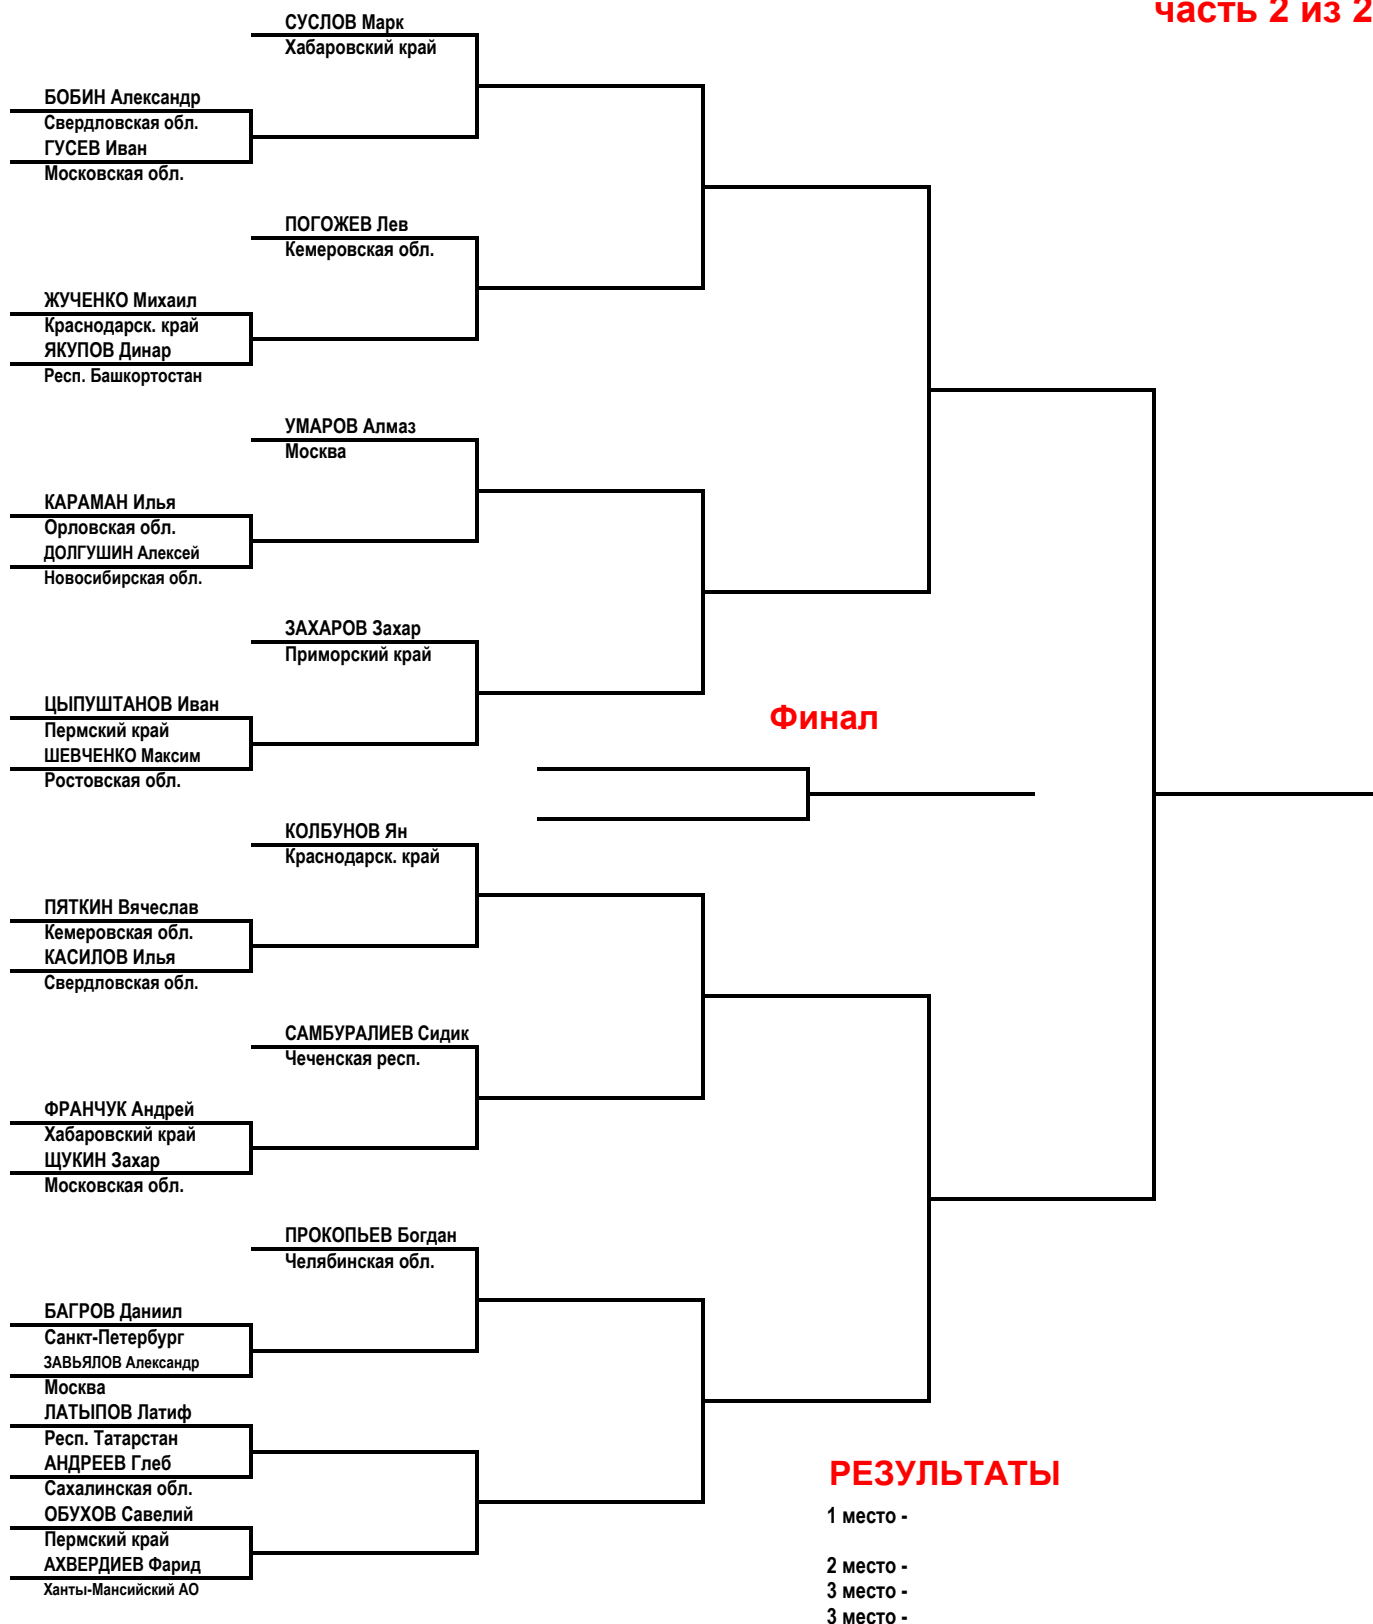 часть 2 из 2
СУСЛОВ Марк
Хабаровский край
БОБИН Александр
Свердловская обл.
ГУСЕВ Иван
Московская обл.
ПОГОЖЕВ Лев
Кемеровская обл.
ЖУЧЕНКО Михаил
Краснодарск. край
ЯКУПОВ Динар
Респ. Башкортостан
УМАРОВ Алмаз
Москва
КАРАМАН Илья
Орловская обл.
ДОЛГУШИН Алексей
Новосибирская обл.
ЗАХАРОВ Захар
Приморский край
ЦЫПУШТАНОВ Иван
Пермский край
ШЕВЧЕНКО Максим
Ростовская обл.
Финал
КОЛБУНОВ Ян
Краснодарск. край
ПЯТКИН Вячеслав
Кемеровская обл.
КАСИЛОВ Илья
Свердловская обл.
САМБУРАЛИЕВ Сидик
Чеченская респ.
ФРАНЧУК Андрей
Хабаровский край
ЩУКИН Захар
Московская обл.
ПРОКОПЬЕВ Богдан
Челябинская обл.
БАГРОВ Даниил
Санкт-Петербург
ЗАВЬЯЛОВ Александр
Москва
ЛАТЫПОВ Латиф
Респ. Татарстан
АНДРЕЕВ Глеб
Сахалинская обл.
ОБУХОВ Савелий
Пермский край
АХВЕРДИЕВ Фарид
Ханты-Мансийский АО
РЕЗУЛЬТАТЫ
1 место -
2 место -
3 место -
3 место -